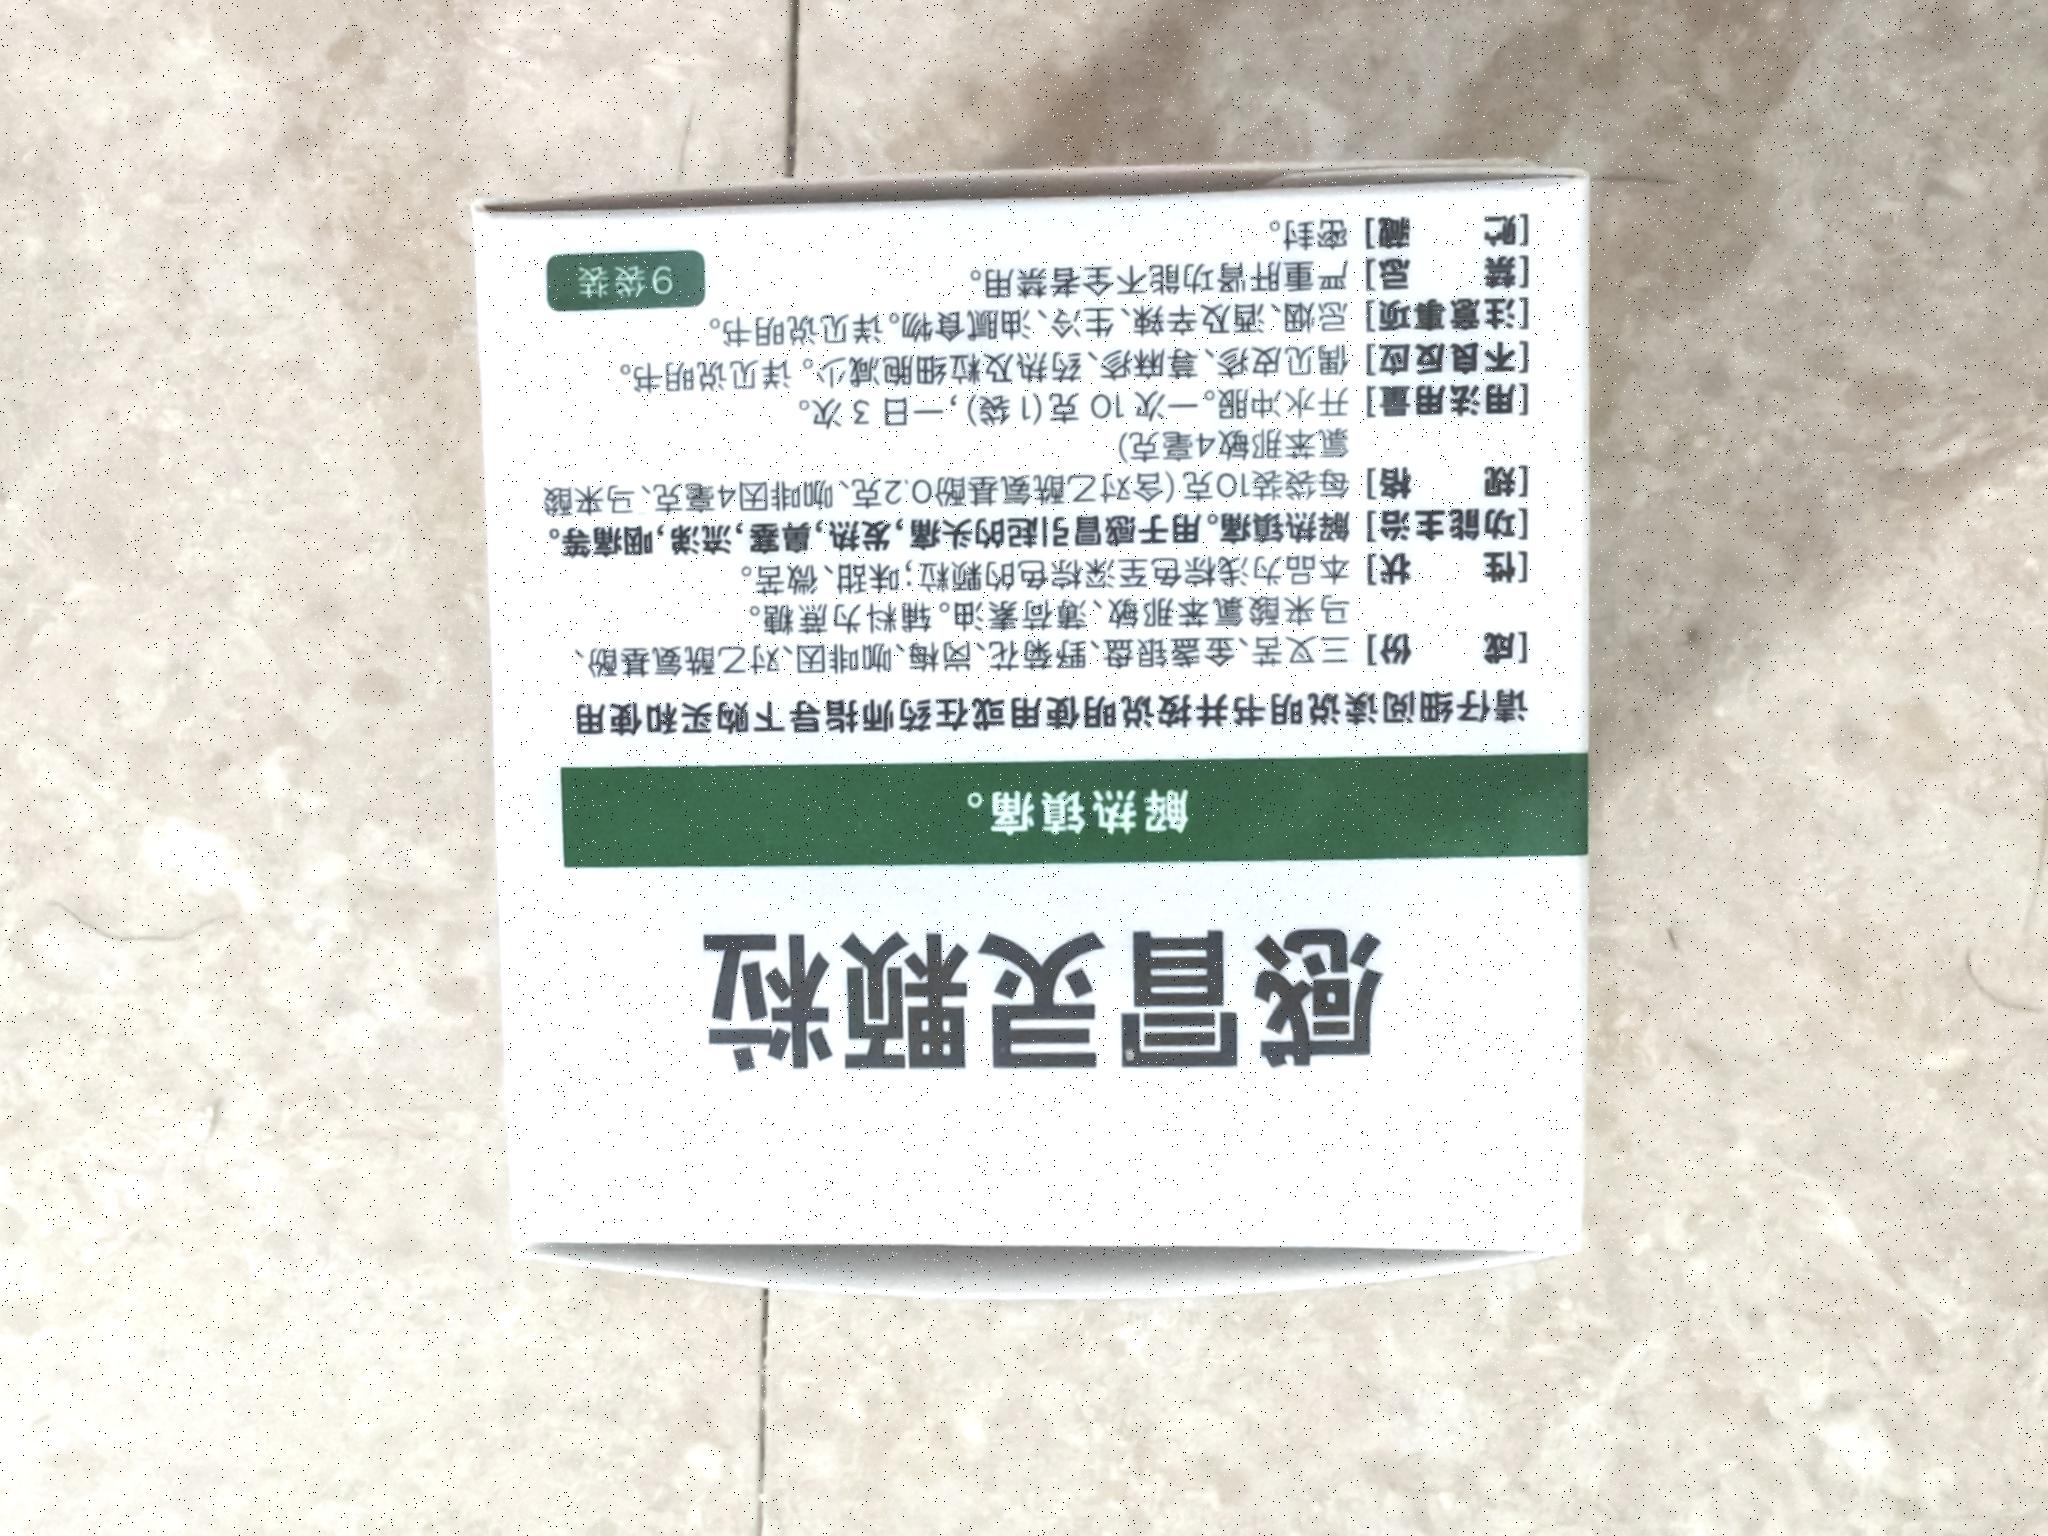 感冒灵颗粒
解热镇痛。
请仔细阅读说明书并按说明使用或在药师指导下购买和使用
[成 份] 三叉苦、金盏银盘、野菊花、岗梅、咖啡因、对乙酰氨基酚、
马来酸氯苯那敏、薄荷素油。辅料为蔗糖。
[性 状] 本品为浅棕色至深棕色的颗粒;味甜、微苦。
[功能主治] 解热镇痛。用于感冒引起的头痛,发热,鼻塞,流涕,咽痛等。
[规 格] 每袋装10克(含对乙酰氨基酚0.2克、咖啡因4毫克、马来酸
氯苯那敏4毫克)
[用法用量] 开水冲服。一次 10 克(1 袋),一日 3 次。
[不良反应] 偶见皮疹、荨麻疹、药热及粒细胞减少。详见说明书。
[注意事项] 忌烟、酒及辛辣、生冷、油腻食物。详见说明书。
[禁 忌] 严重肝肾功能不全者禁用。
[贮 藏] 密封。
9袋装